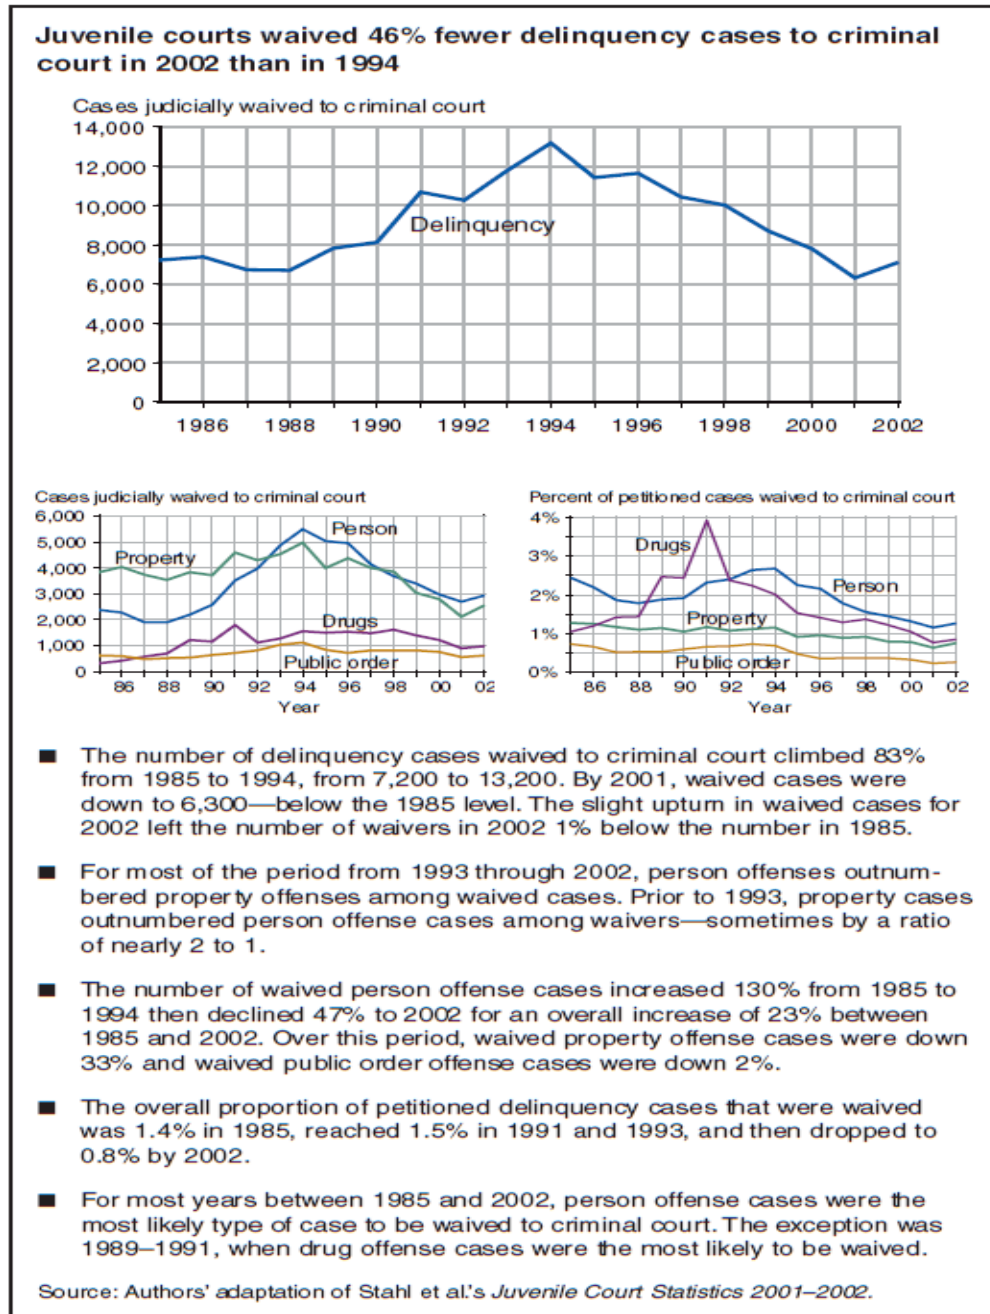 Juvenile courts waived 46% fewer delinquency cases to criminal
court in 2002 than in 1994
Cases judicially waived to criminal court
14,000
12,000
10,000
8,000
6,000
4,000
2,000
0
Delinquency
1986 1988 1990 1992 1994 1996 1998 2000 2002
Cases judicially waived to criminal court
6,000
5,000
4,000
3,000
2,000
1,000
0
Person
Property
Drugs
Public order
86 88 90 92 94 96 98 00 02
Year
Percent of petitioned cases waived to criminal court
4%
3%
2%
1%
0%
Drugs
Person
Property
Public order
86 88 90 92 94 96 98 00 02
Year
■ The number of delinquency cases waived to criminal court climbed 83%
from 1985 to 1994, from 7,200 to 13,200. By 2001, waived cases were
down to 6,300—below the 1985 level. The slight upturn in waived cases for
2002 left the number of waivers in 2002 1% below the number in 1985.
■ For most of the period from 1993 through 2002, person offenses outnum-
bered property offenses among waived cases. Prior to 1993, property cases
outnumbered person offense cases among waivers—sometimes by a ratio
of nearly 2 to 1.
■ The number of waived person offense cases increased 130% from 1985 to
1994 then declined 47% to 2002 for an overall increase of 23% between
1985 and 2002. Over this period, waived property offense cases were down
33% and waived public order offense cases were down 2%.
■ The overall proportion of petitioned delinquency cases that were waived
was 1.4% in 1985, reached 1.5% in 1991 and 1993, and then dropped to
0.8% by 2002.
■ For most years between 1985 and 2002, person offense cases were the
most likely type of case to be waived to criminal court. The exception was
1989–1991, when drug offense cases were the most likely to be waived.
Source: Authors' adaptation of Stahl et al.'s Juvenile Court Statistics 2001–2002.